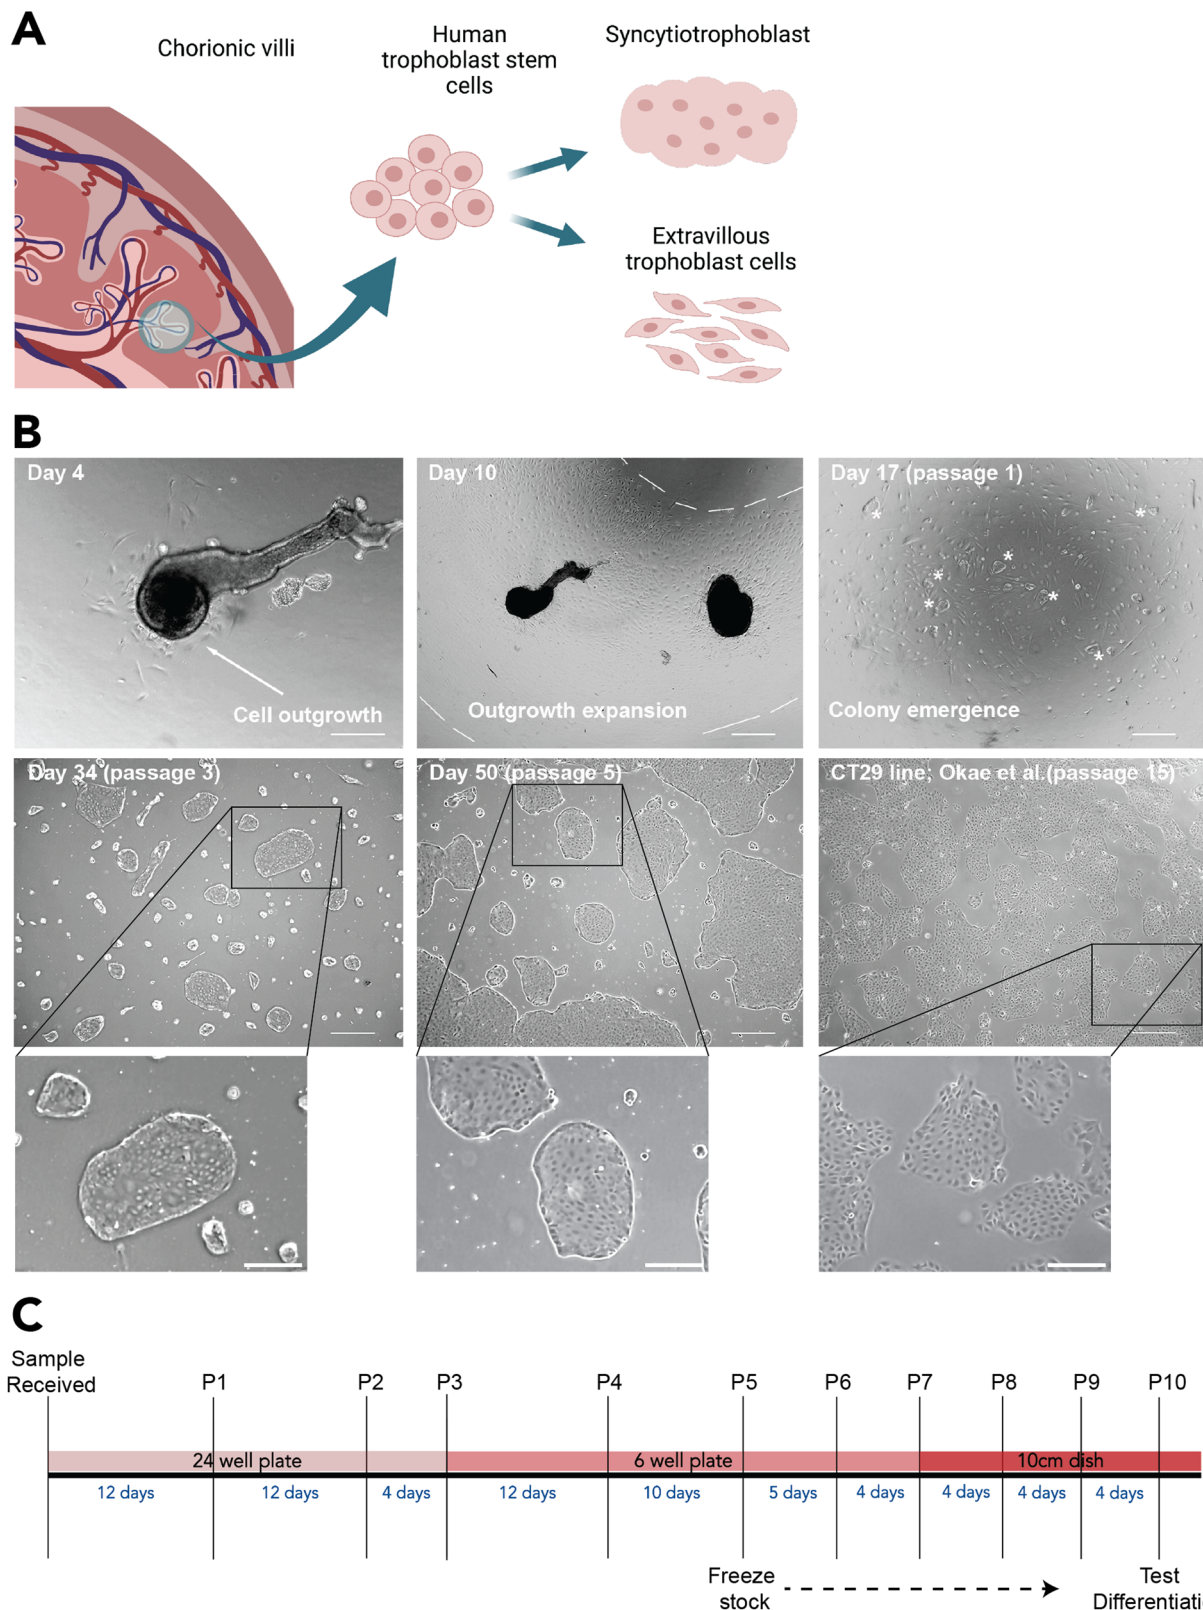 A
Chorionic villi
Human
trophoblast stem
cells
Syncytiotrophoblast
Extravillous
trophoblast cells
B
Day 4
Cell outgrowth
Day 10
Outgrowth expansion
Day 17 (passage 1)
*
*
*
*
*
*
*
Colony emergence
Day 34 (passage 3)
Day 50 (passage 5)
CT29 line; Okae et al.(passage 15)
C
Sample
Received
P1
P2
P3
P4
P5
P6
P7
P8
P9
P10
24 well plate
6 well plate
10cm dish
12 days
12 days
4 days
12 days
10 days
5 days
4 days
4 days
4 days
4 days
Freeze
stock
Test
Differentiati